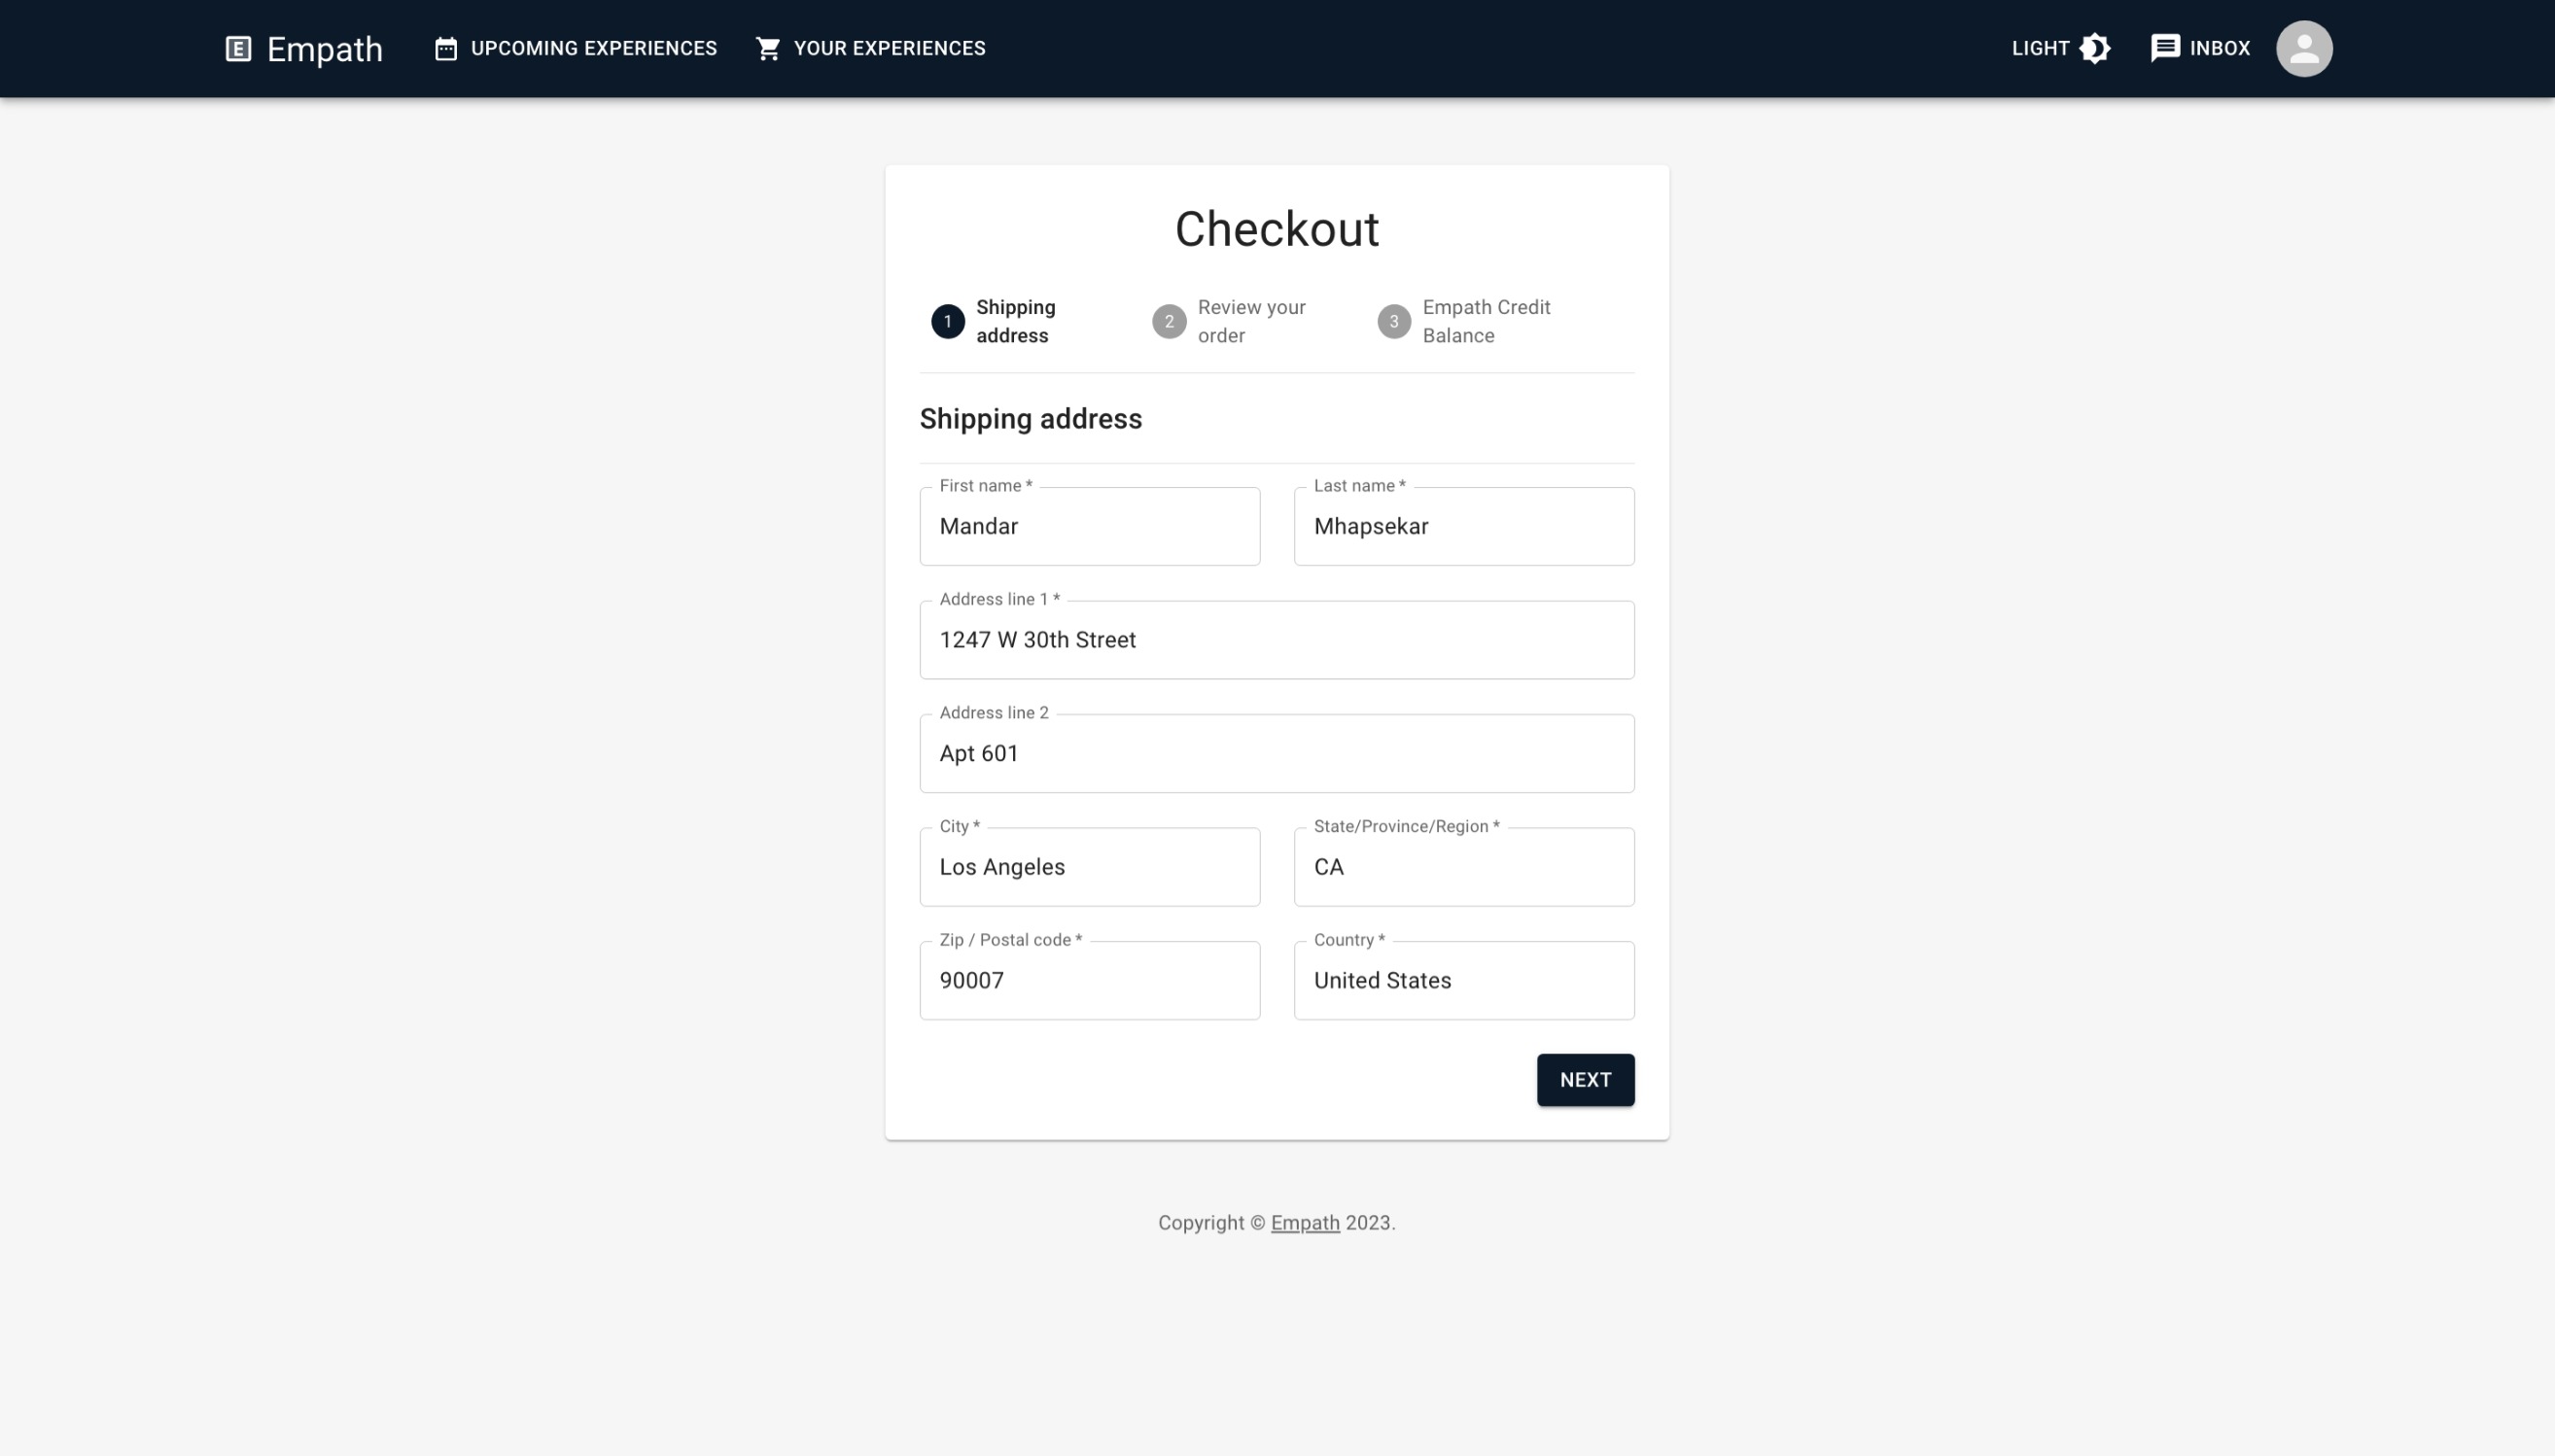 E Empath UPCOMING EXPERIENCES YOUR EXPERIENCES LIGHT INBOX
Checkout
1 Shipping address
2 Review your order
3 Empath Credit Balance
Shipping address
First name *
Mandar
Last name *
Mhapsekar
Address line 1 *
1247 W 30th Street
Address line 2
Apt 601
City *
Los Angeles
State/Province/Region *
CA
Zip / Postal code *
90007
Country *
United States
NEXT
Copyright © Empath 2023.